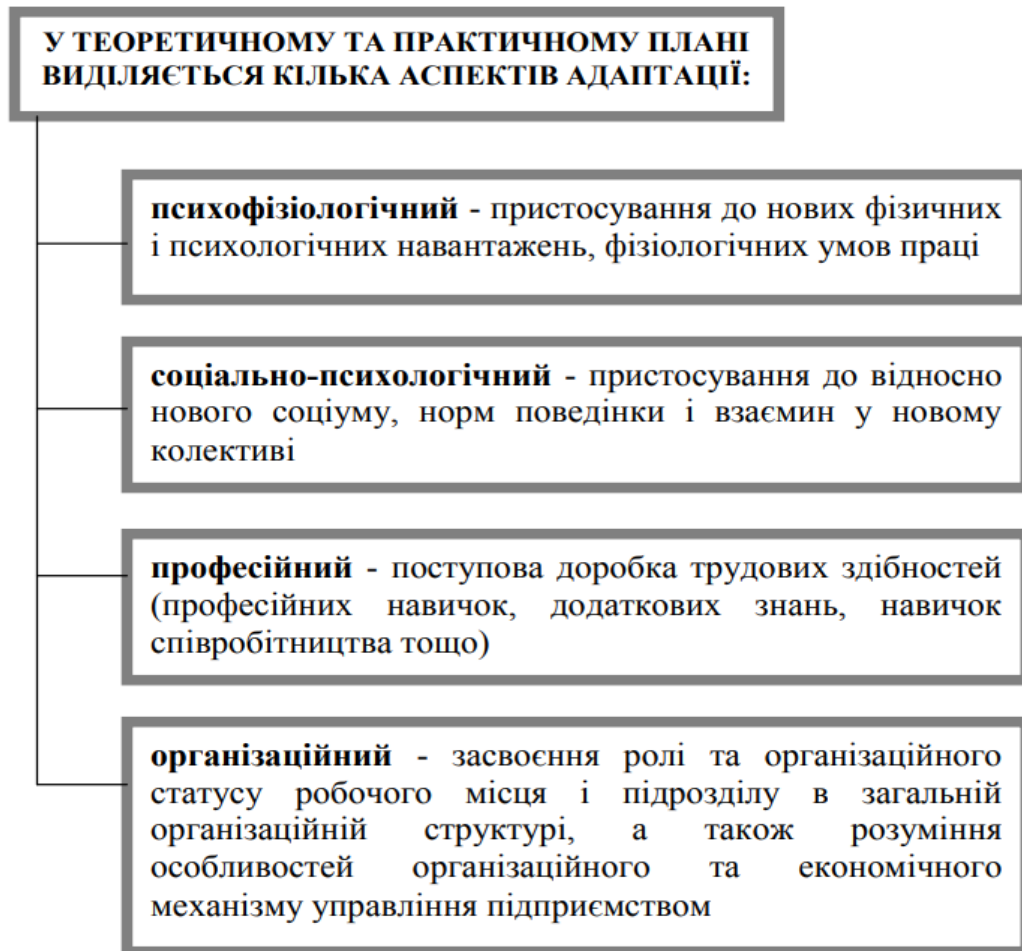 У ТЕОРЕТИЧНОМУ ТА ПРАКТИЧНОМУ ПЛАНІ
ВИДІЛЯЄТЬСЯ КІЛЬКА АСПЕКТІВ АДАПТАЦІЇ:
психофізіологічний - пристосування до нових фізичних
і психологічних навантажень, фізіологічних умов праці
соціально-психологічний - пристосування до відносно
нового соціуму, норм поведінки і взаємин у новому
колективі
професійний - поступова доробка трудових здібностей
(професійних навичок, додаткових знань, навичок
співробітництва тощо)
організаційний - засвоєння ролі та організаційного
статусу робочого місця і підрозділу в загальній
організаційній структурі, а також розуміння
особливостей організаційного та економічного
механізму управління підприємством